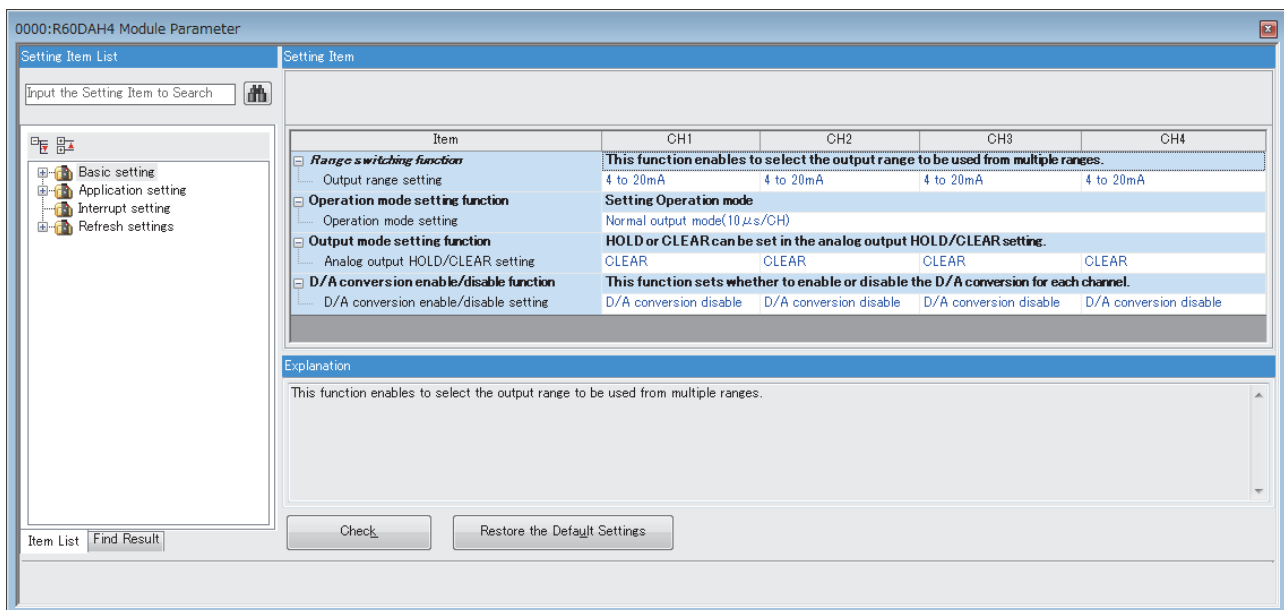 0000:R60DAH4 Module Parameter
Setting Item List
Input the Setting Item to Search
Basic setting
Application setting
Interrupt setting
Refresh settings
Item List Find Result
Setting Item
Item CH1 CH2 CH3 CH4
Range switching function This function enables to select the output range to be used from multiple ranges.
Output range setting 4 to 20mA 4 to 20mA 4 to 20mA 4 to 20mA
Operation mode setting function Setting Operation mode
Operation mode setting Normal output mode(10μs/CH)
Output mode setting function HOLD or CLEAR can be set in the analog output HOLD/CLEAR setting.
Analog output HOLD/CLEAR setting CLEAR CLEAR CLEAR CLEAR
D/A conversion enable/disable function This function sets whether to enable or disable the D/A conversion for each channel.
D/A conversion enable/disable setting D/A conversion disable D/A conversion disable D/A conversion disable D/A conversion disable
Explanation
This function enables to select the output range to be used from multiple ranges.
Check Restore the Default Settings